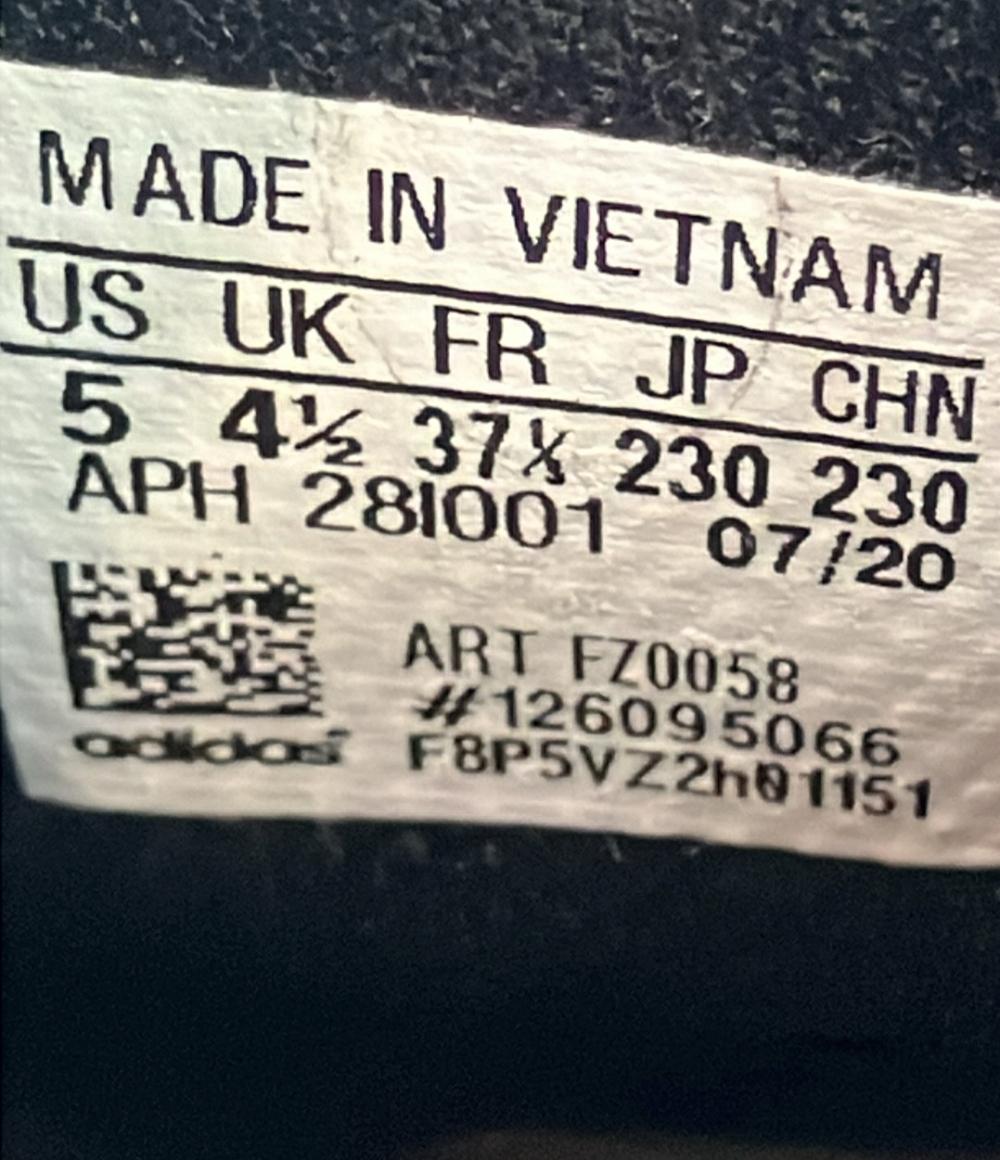 MADE IN VIETNAM
US UK FR JP CHN
5 4½ 37⅓ 230 230
APH 28I001 07/20
ART FZ0058
#126095066
F8P5VZ2h01151
adidas